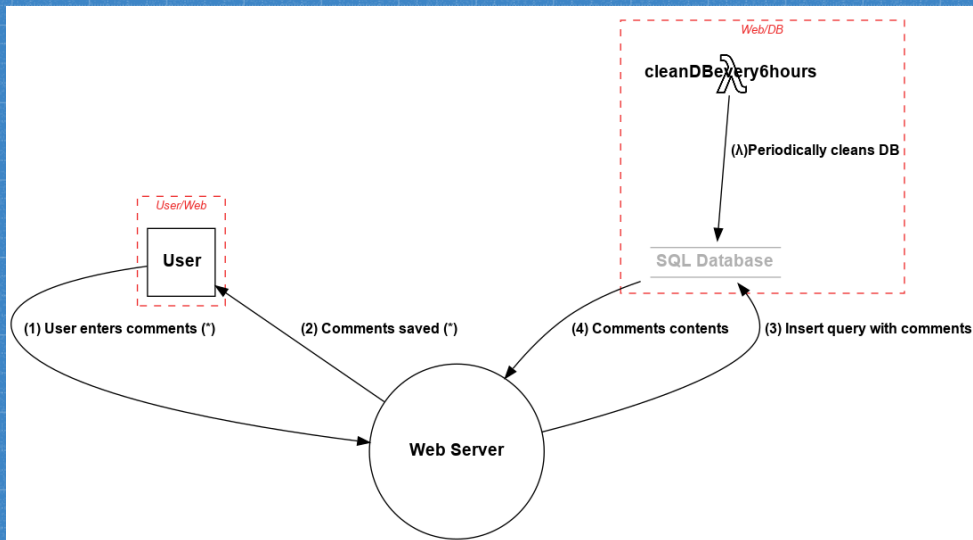 Web/DB
cleanDBevery6hours
λ
(λ)Periodically cleans DB
User/Web
User
SQL Database
(1) User enters comments (*)
(2) Comments saved (*)
(4) Comments contents
(3) Insert query with comments
Web Server